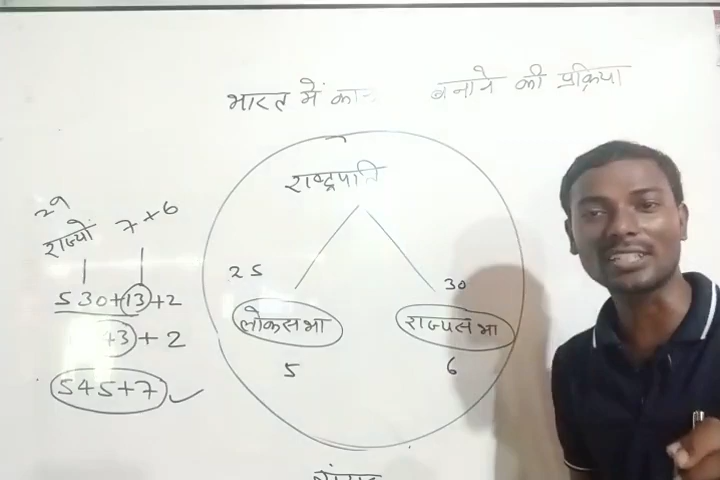 भारत में बनाने की प्रक्रिया
राष्ट्रपति
29
राज्यों 7+6
530+13+2
+3+2
545+7
25
30
लोकसभा
राज्यसभा
5
6